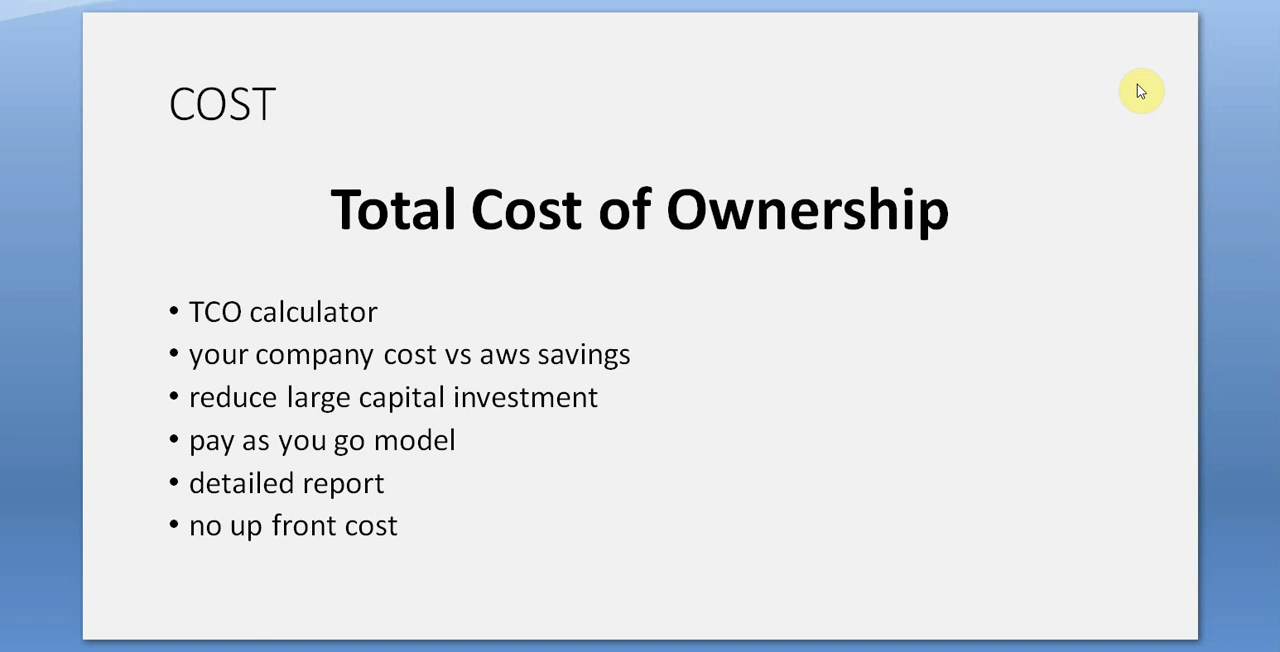 COST
Total Cost of Ownership
• TCO calculator
• your company cost vs aws savings
• reduce large capital investment
• pay as you go model
• detailed report
• no up front cost